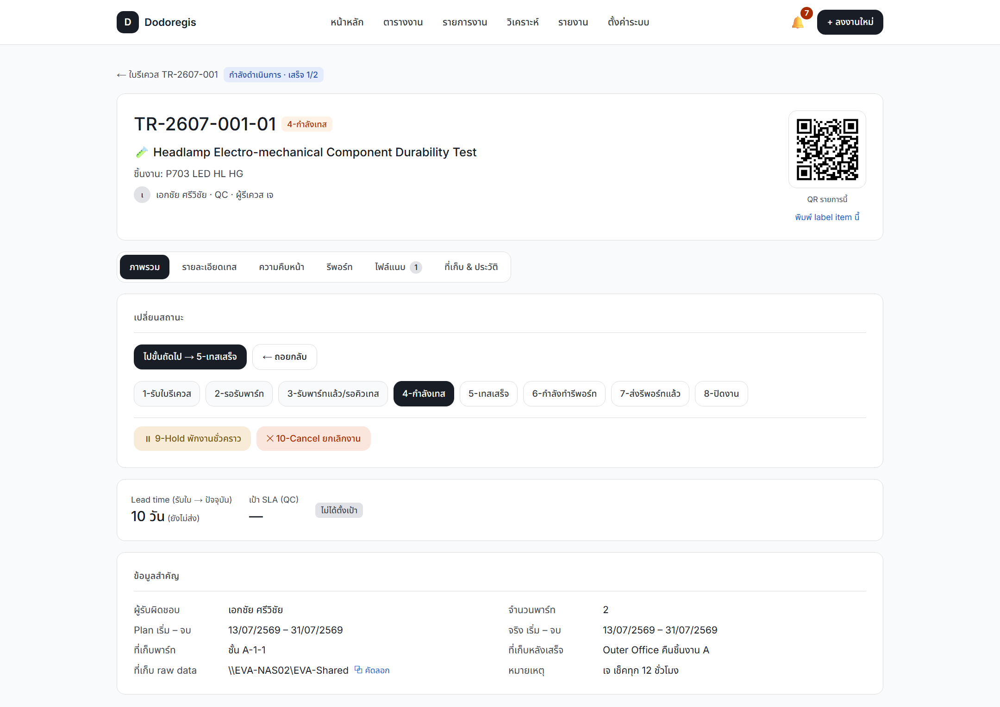 D Dodoregis
หน้าหลัก ตารางงาน รายการงาน วิเคราะห์ รายงาน ตั้งค่าระบบ
7
+ ลงงานใหม่
← ใบรีเควส TR-2607-001 กำลังดำเนินการ · เสร็จ 1/2
TR-2607-001-01 4-กำลังเทส
Headlamp Electro-mechanical Component Durability Test
ชิ้นงาน: P703 LED HL HG
เ เอกชัย ศรีวิชัย · QC · ผู้รีเควส เจ
QR รายการนี้
พิมพ์ label item นี้
ภาพรวม รายละเอียดเทส ความคืบหน้า รีพอร์ท ไฟล์แนบ 1 ที่เก็บ & ประวัติ
เปลี่ยนสถานะ
ไปขั้นถัดไป → 5-เทสเสร็จ ← ถอยกลับ
1-รับใบรีเควส 2-รอรับพาร์ท 3-รับพาร์ทแล้ว/รอคิวเทส 4-กำลังเทส 5-เทสเสร็จ 6-กำลังทำรีพอร์ท 7-ส่งรีพอร์ทแล้ว 8-ปิดงาน
⏸ 9-Hold พักงานชั่วคราว ✕ 10-Cancel ยกเลิกงาน
Lead time (รับใบ → ปัจจุบัน) เป้า SLA (QC)
10 วัน (ยังไม่ส่ง) — ไม่ได้ตั้งเป้า
ข้อมูลสำคัญ
ผู้รับผิดชอบ เอกชัย ศรีวิชัย จำนวนพาร์ท 2
Plan เริ่ม – จบ 13/07/2569 – 31/07/2569 จริง เริ่ม – จบ 13/07/2569 – 31/07/2569
ที่เก็บพาร์ท ชั้น A-1-1 ที่เก็บหลังเสร็จ Outer Office คืนชิ้นงาน A
ที่เก็บ raw data \\EVA-NAS02\EVA-Shared คัดลอก หมายเหตุ เจ เช็คทุก 12 ชั่วโมง